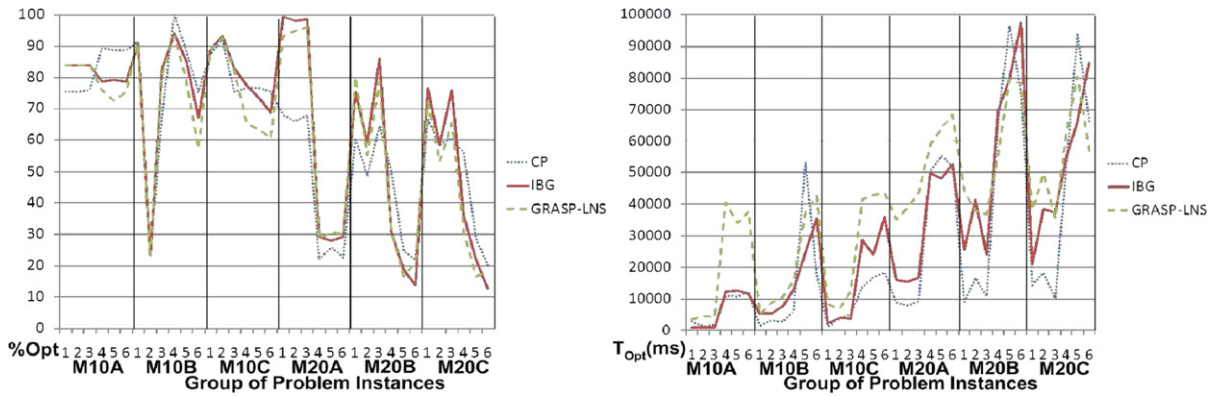 100
90
80
70
60
50
40
30
20
10
0
%Opt
1 2 3 4 5 6 1 2 3 4 5 6 1 2 3 4 5 6 1 2 3 4 5 6 1 2 3 4 5 6 1 2 3 4 5 6
M10A M10B M10C M20A M20B M20C
Group of Problem Instances
CP
IBG
GRASP-LNS
100000
90000
80000
70000
60000
50000
40000
30000
20000
10000
0
TOpt(ms)
1 2 3 4 5 6 1 2 3 4 5 6 1 2 3 4 5 6 1 2 3 4 5 6 1 2 3 4 5 6 1 2 3 4 5 6
M10A M10B M10C M20A M20B M20C
Group of Problem Instances
CP
IBG
GRASP-LNS